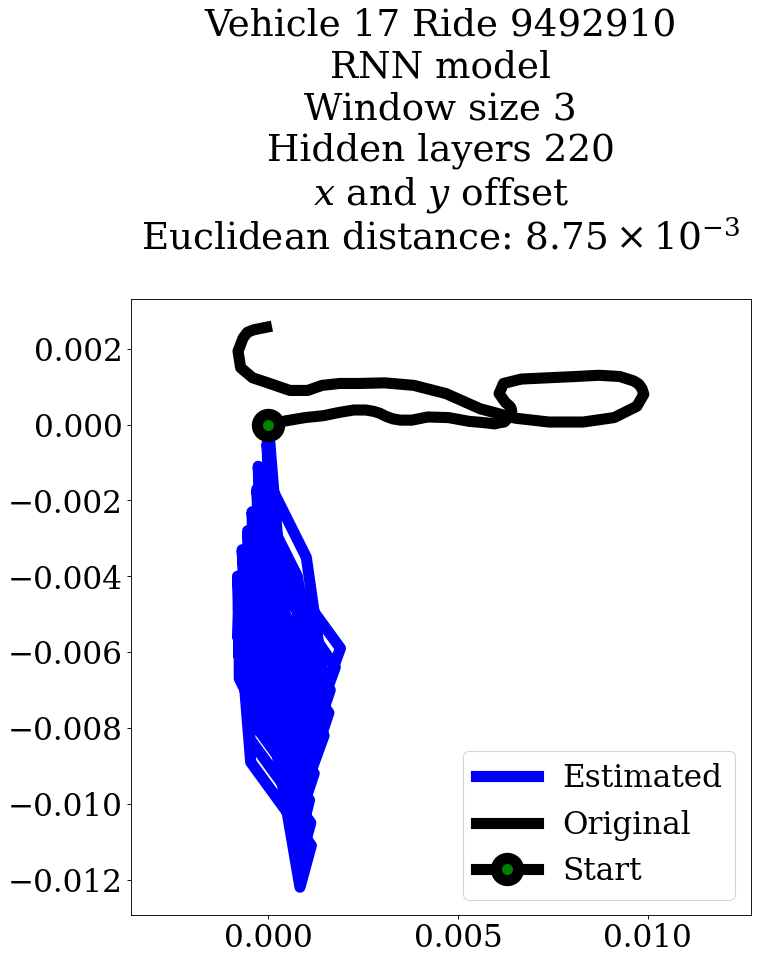 Vehicle 17 Ride 9492910
RNN model
Window size 3
Hidden layers 220
x and y offset
Euclidean distance: 8.75 × 10⁻³
0.002
0.000
−0.002
−0.004
−0.006
−0.008
−0.010
−0.012
Estimated
Original
Start
0.000 0.005 0.010